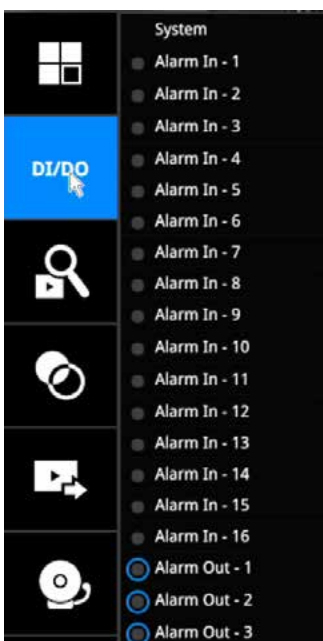 System
Alarm In - 1
Alarm In - 2
Alarm In - 3
DI/DO
Alarm In - 4
Alarm In - 5
Alarm In - 6
Alarm In - 7
Alarm In - 8
Alarm In - 9
Alarm In - 10
Alarm In - 11
Alarm In - 12
Alarm In - 13
Alarm In - 14
Alarm In - 15
Alarm In - 16
Alarm Out - 1
Alarm Out - 2
Alarm Out - 3